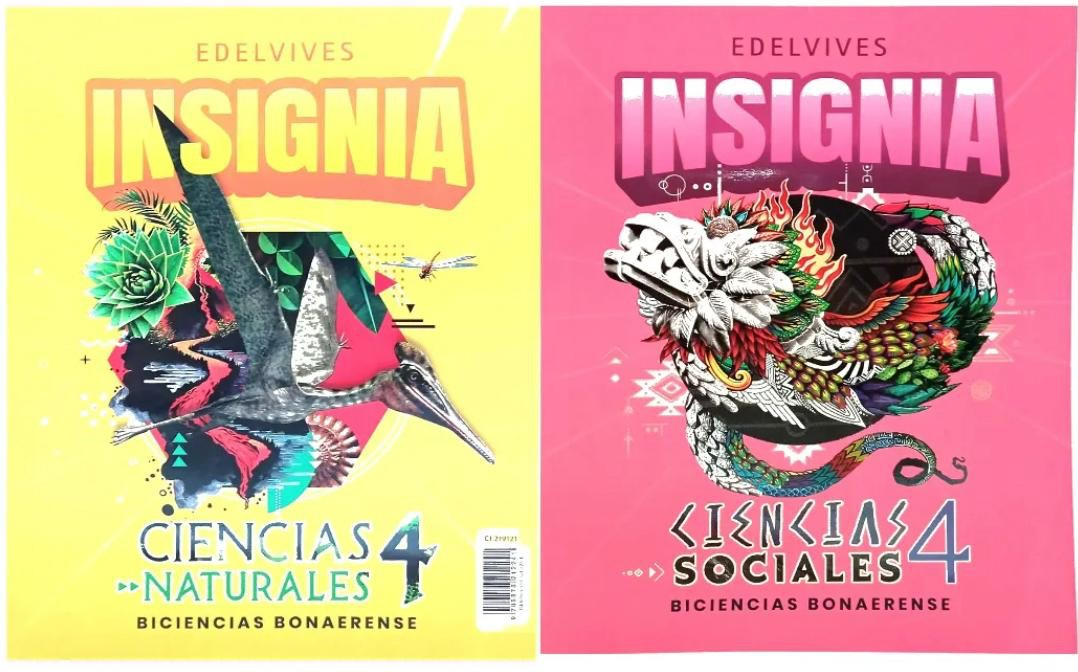 EDELVIVES
INSIGNIA
CIENCIAS 4
NATURALES
BICIENCIAS BONAERENSE
EDELVIVES
INSIGNIA
CIENCIAS 4
SOCIALES
BICIENCIAS BONAERENSE